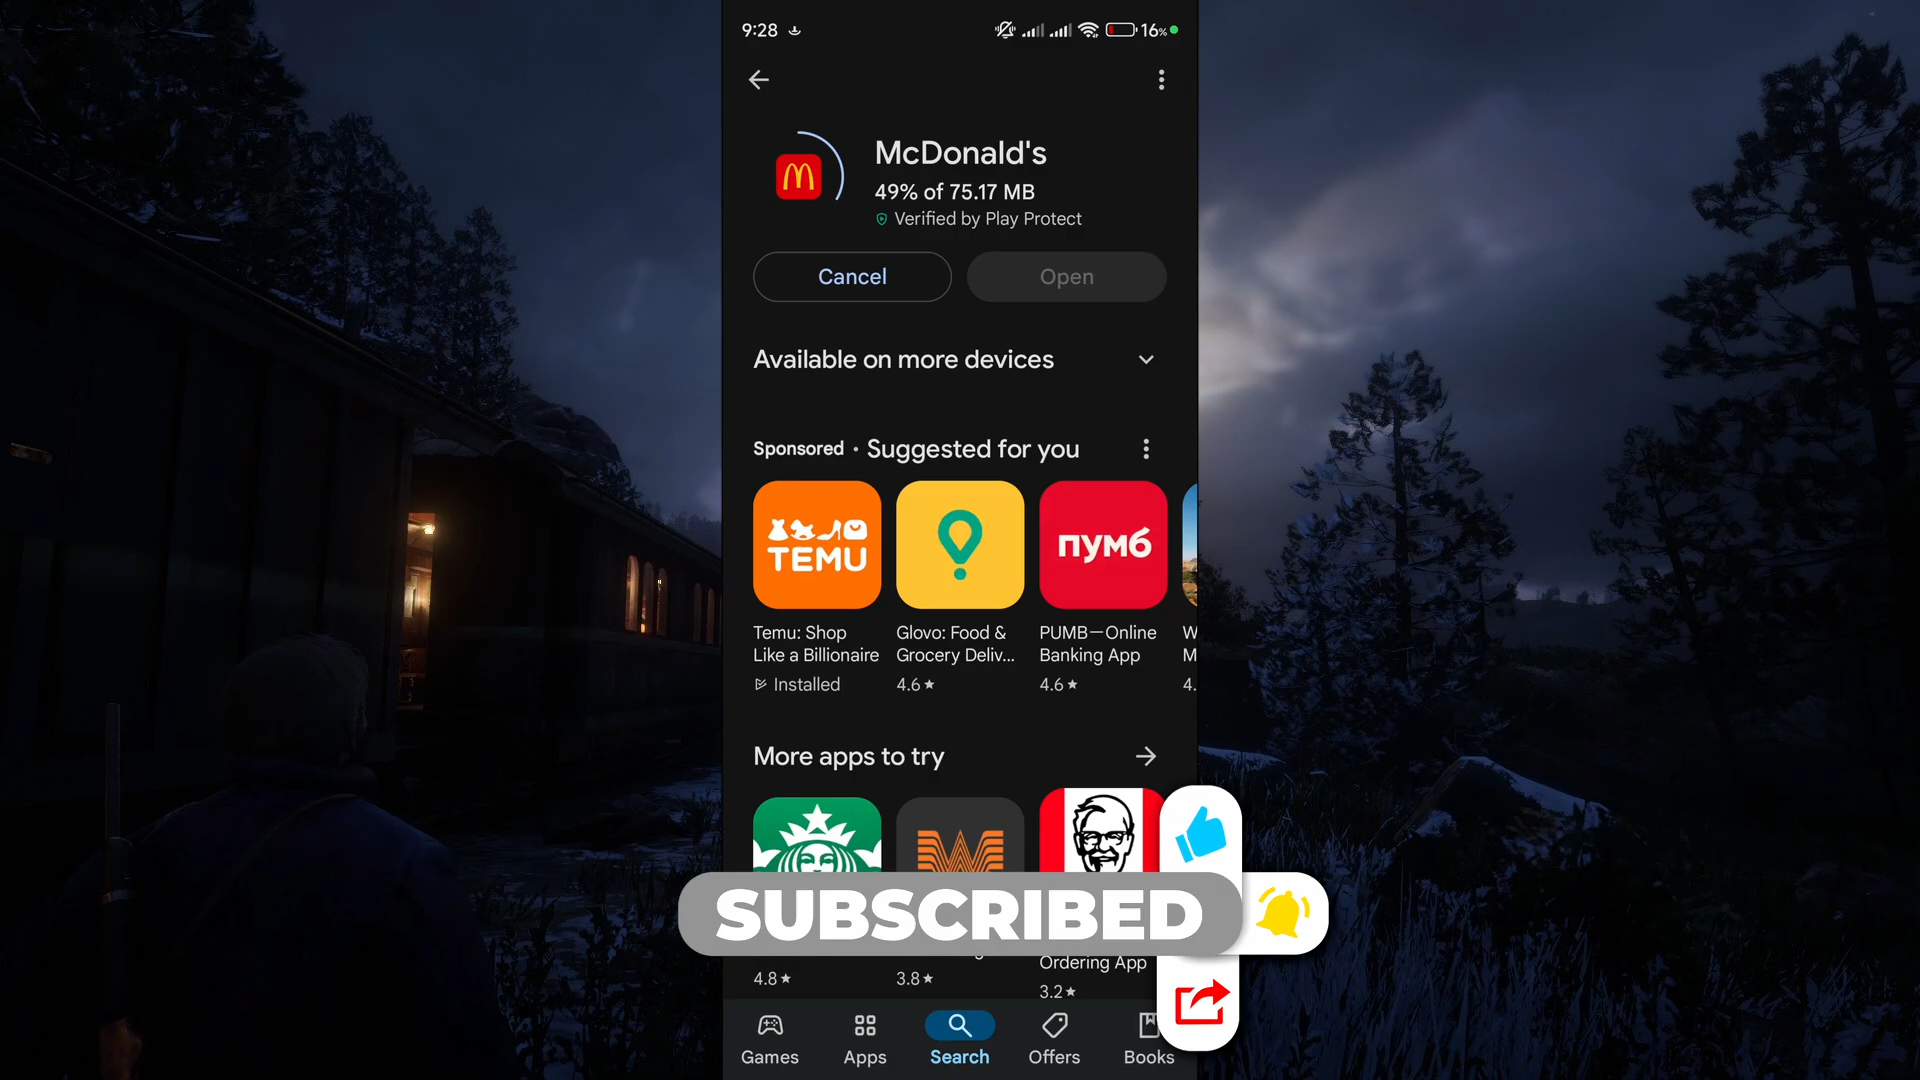 9:28
16%
McDonald's
49% of 75.17 MB
Verified by Play Protect
Cancel
Open
Available on more devices
Sponsored • Suggested for you
TEMU
пумб
Temu: Shop
Like a Billionaire
Installed
Glovo: Food &
Grocery Deliv...
4.6★
PUMB—Online
Banking App
4.6★
W
M
4.
More apps to try
SUBSCRIBED
4.8★
3.8★
Ordering App
3.2★
Games
Apps
Search
Offers
Books